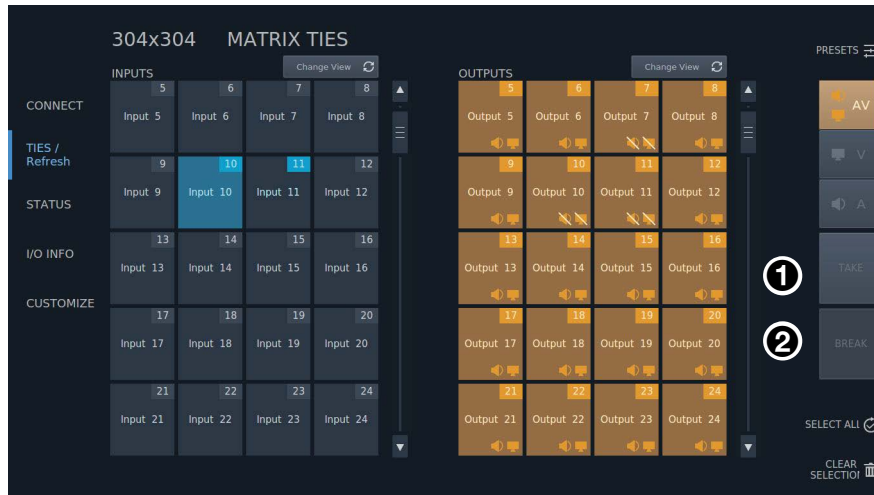 304x304 MATRIX TIES
PRESETS
INPUTS
Change View
OUTPUTS
Change View
CONNECT
TIES /
Refresh
STATUS
I/O INFO
CUSTOMIZE
5 6 7 8
Input 5 Input 6 Input 7 Input 8
9 10 11 12
Input 9 Input 10 Input 11 Input 12
13 14 15 16
Input 13 Input 14 Input 15 Input 16
17 18 19 20
Input 17 Input 18 Input 19 Input 20
21 22 23 24
Input 21 Input 22 Input 23 Input 24
5 6 7 8
Output 5 Output 6 Output 7 Output 8
9 10 11 12
Output 9 Output 10 Output 11 Output 12
13 14 15 16
Output 13 Output 14 Output 15 Output 16
17 18 19 20
Output 17 Output 18 Output 19 Output 20
21 22 23 24
Output 21 Output 22 Output 23 Output 24
AV
V
A
1
TAKE
2
BREAK
SELECT ALL
CLEAR
SELECTION